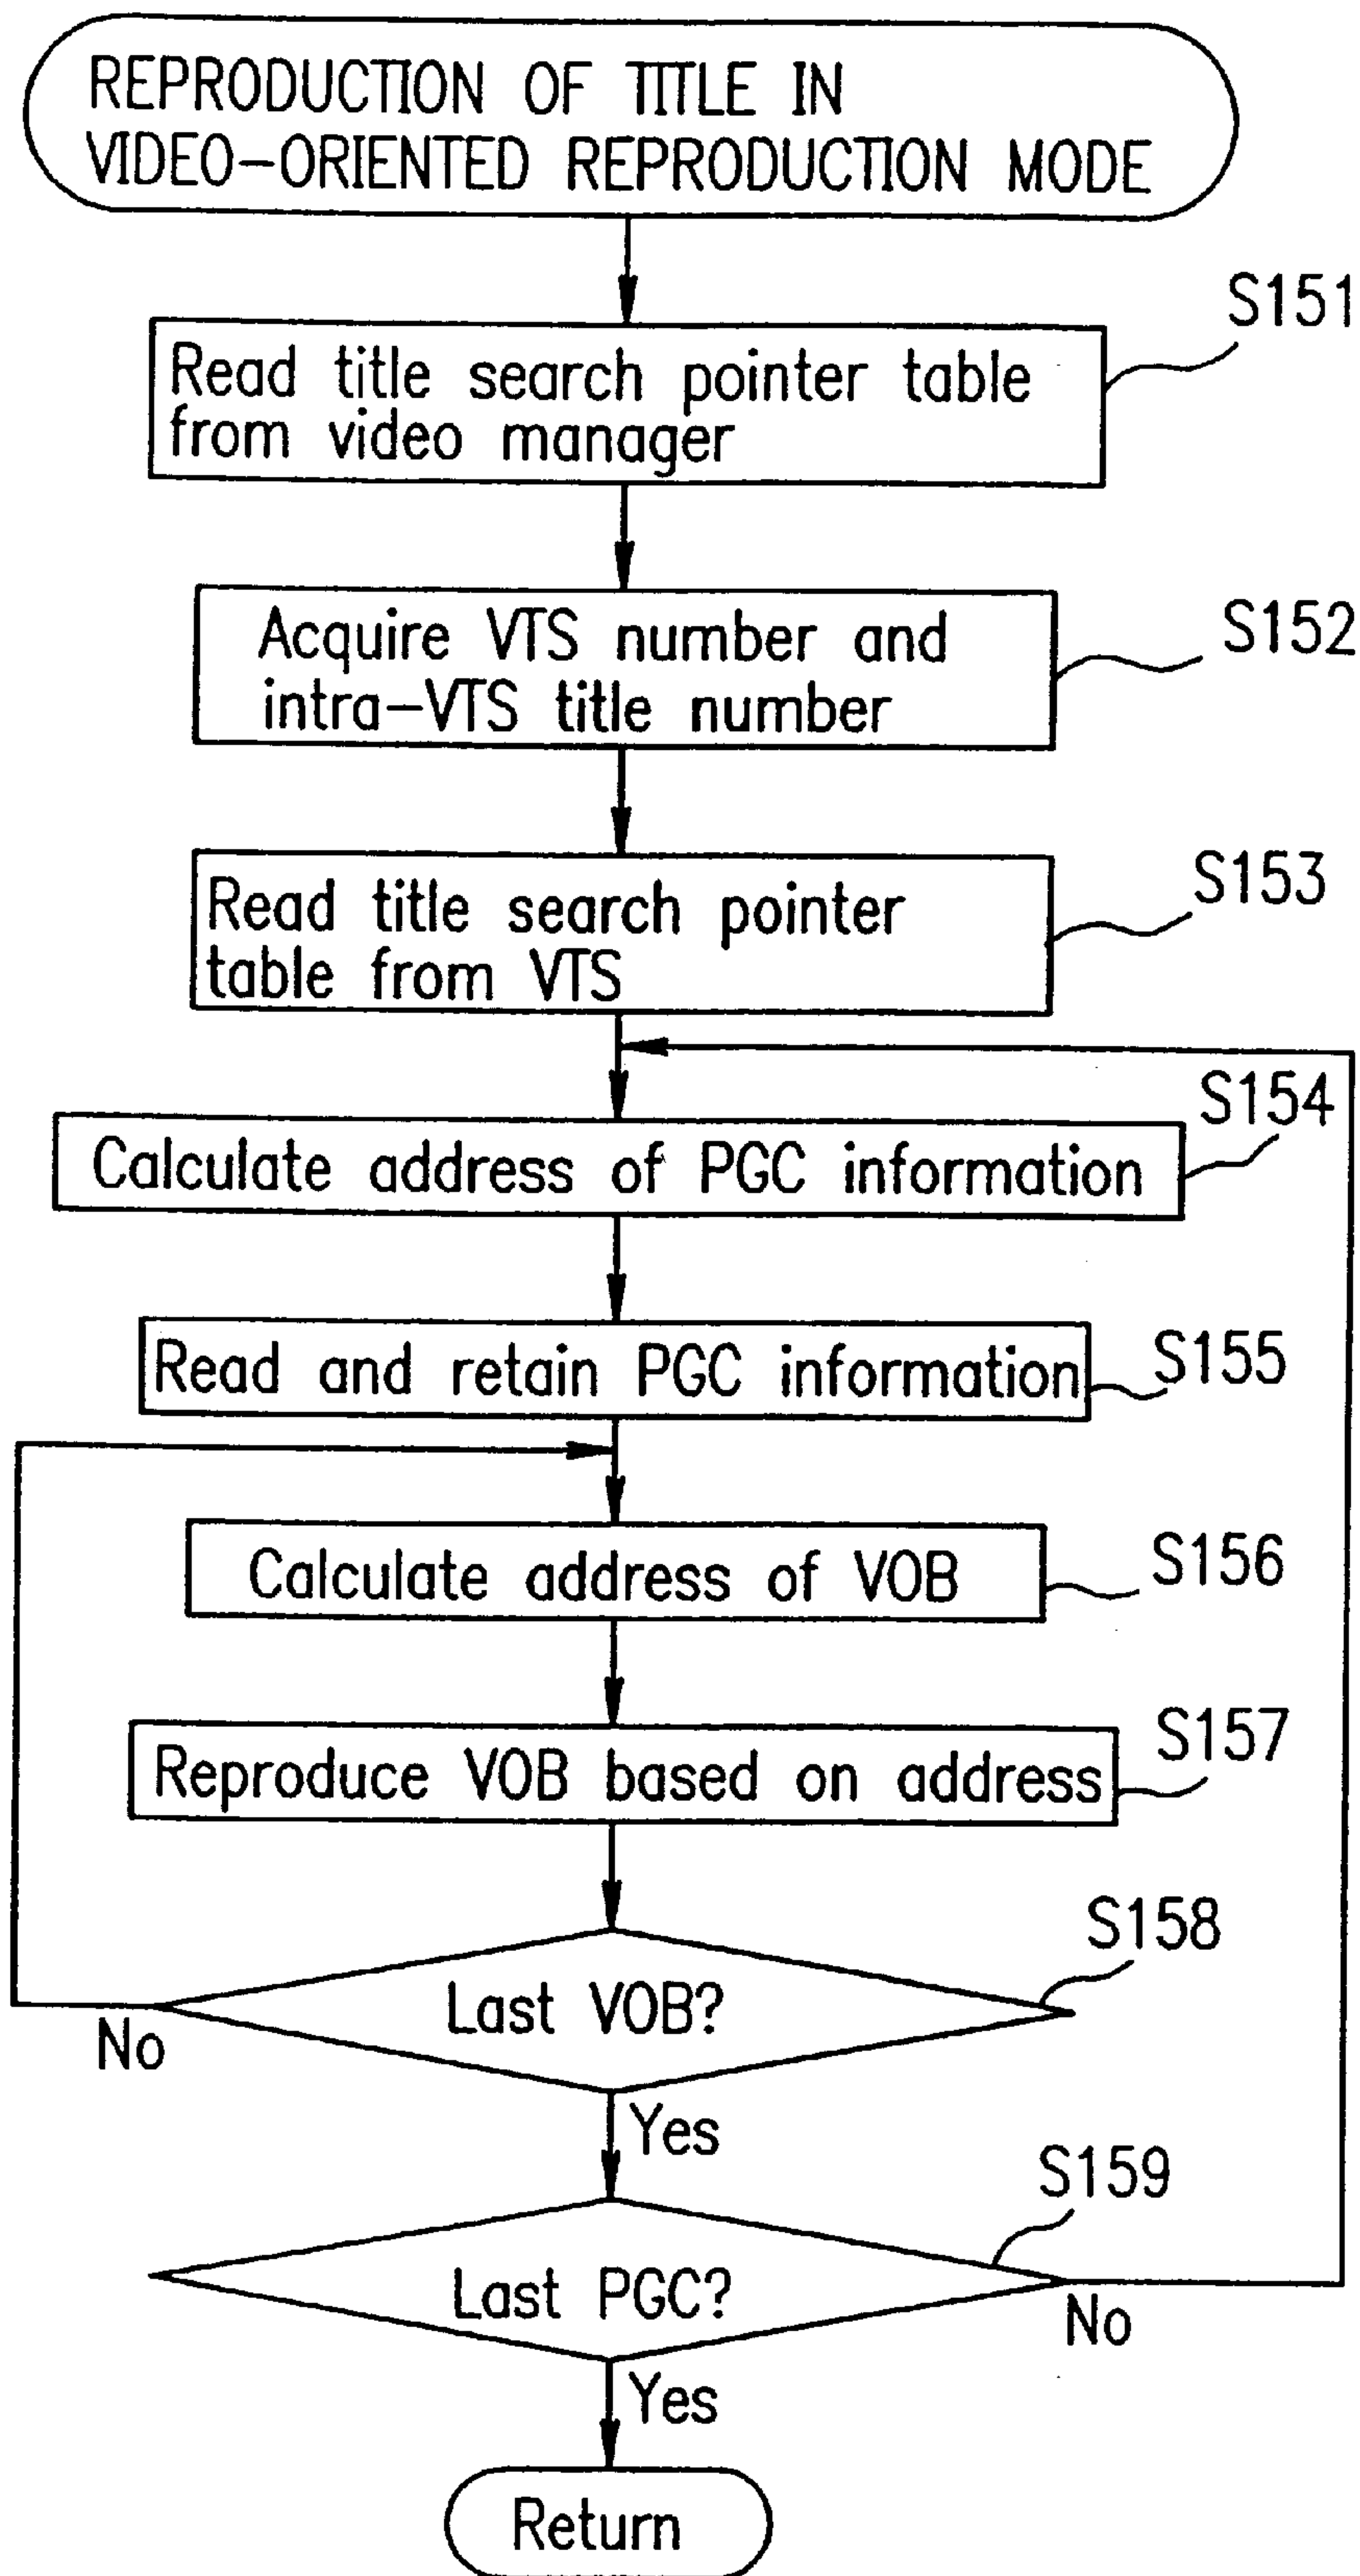 REPRODUCTION OF TITLE IN
VIDEO-ORIENTED REPRODUCTION MODE
S151
Read title search pointer table
from video manager
S152
Acquire VTS number and
intra-VTS title number
S153
Read title search pointer
table from VTS
S154
Calculate address of PGC information
S155
Read and retain PGC information
S156
Calculate address of VOB
S157
Reproduce VOB based on address
S158
Last VOB?
No
Yes
S159
Last PGC?
No
Yes
Return